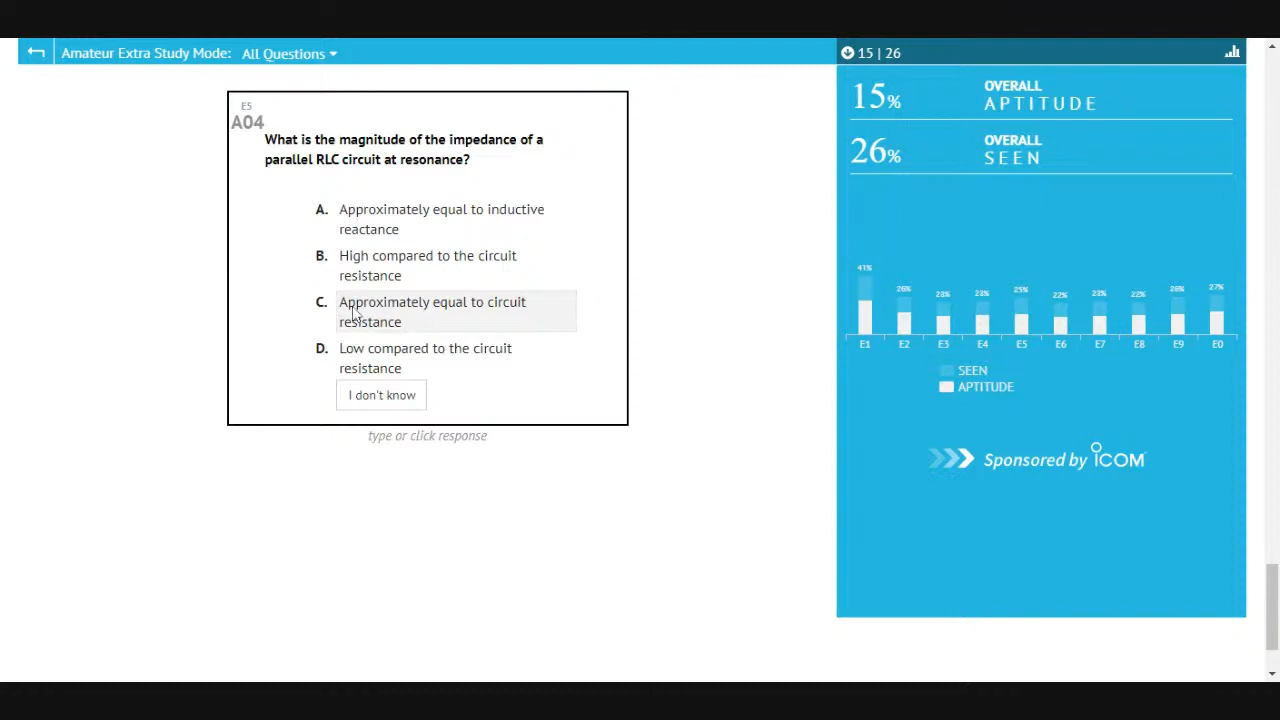 Amateur Extra Study Mode: All Questions
15 | 26
E5
A04
What is the magnitude of the impedance of a
parallel RLC circuit at resonance?
A. Approximately equal to inductive
reactance
B. High compared to the circuit
resistance
C. Approximately equal to circuit
resistance
D. Low compared to the circuit
resistance
I don't know
type or click response
15% OVERALL
APTITUDE
26% OVERALL
SEEN
41% 26% 23% 23% 25% 22% 23% 22% 26% 27%
E1 E2 E3 E4 E5 E6 E7 E8 E9 E0
SEEN
APTITUDE
Sponsored by ICOM